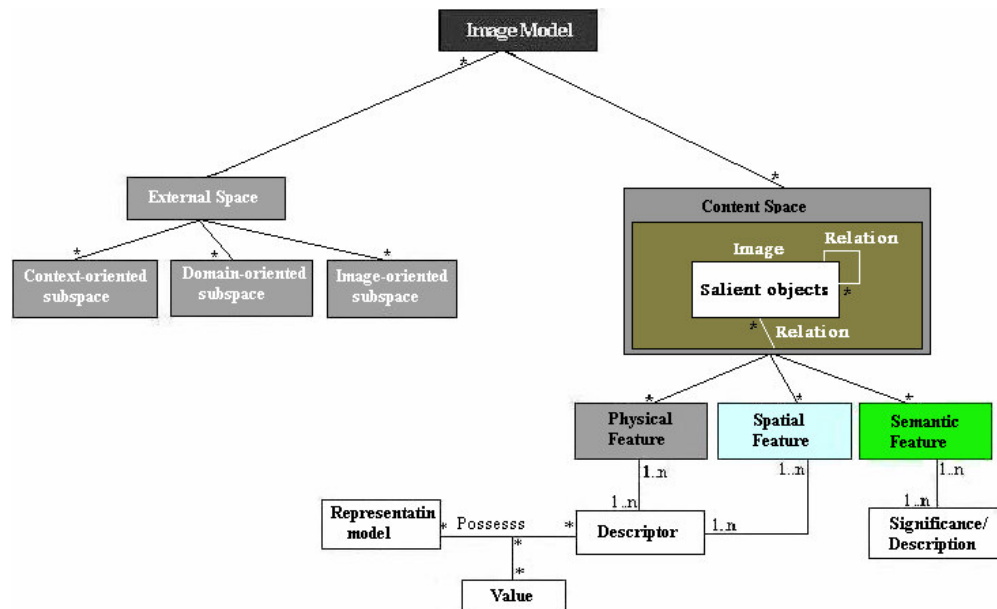 Image Model
*
*
External Space
*
*
*
Context-oriented
subspace
Domain-oriented
subspace
Image-oriented
subspace
Content Space
Image
Relation
Salient objects
*
*
Relation
*
*
*
Physical
Feature
Spatial
Feature
Semantic
Feature
1..n
1..n
1..n
1..n
1..n
1..n
Representatin
model
*
Possesss
*
*
*
Descriptor
Significance/
Description
Value